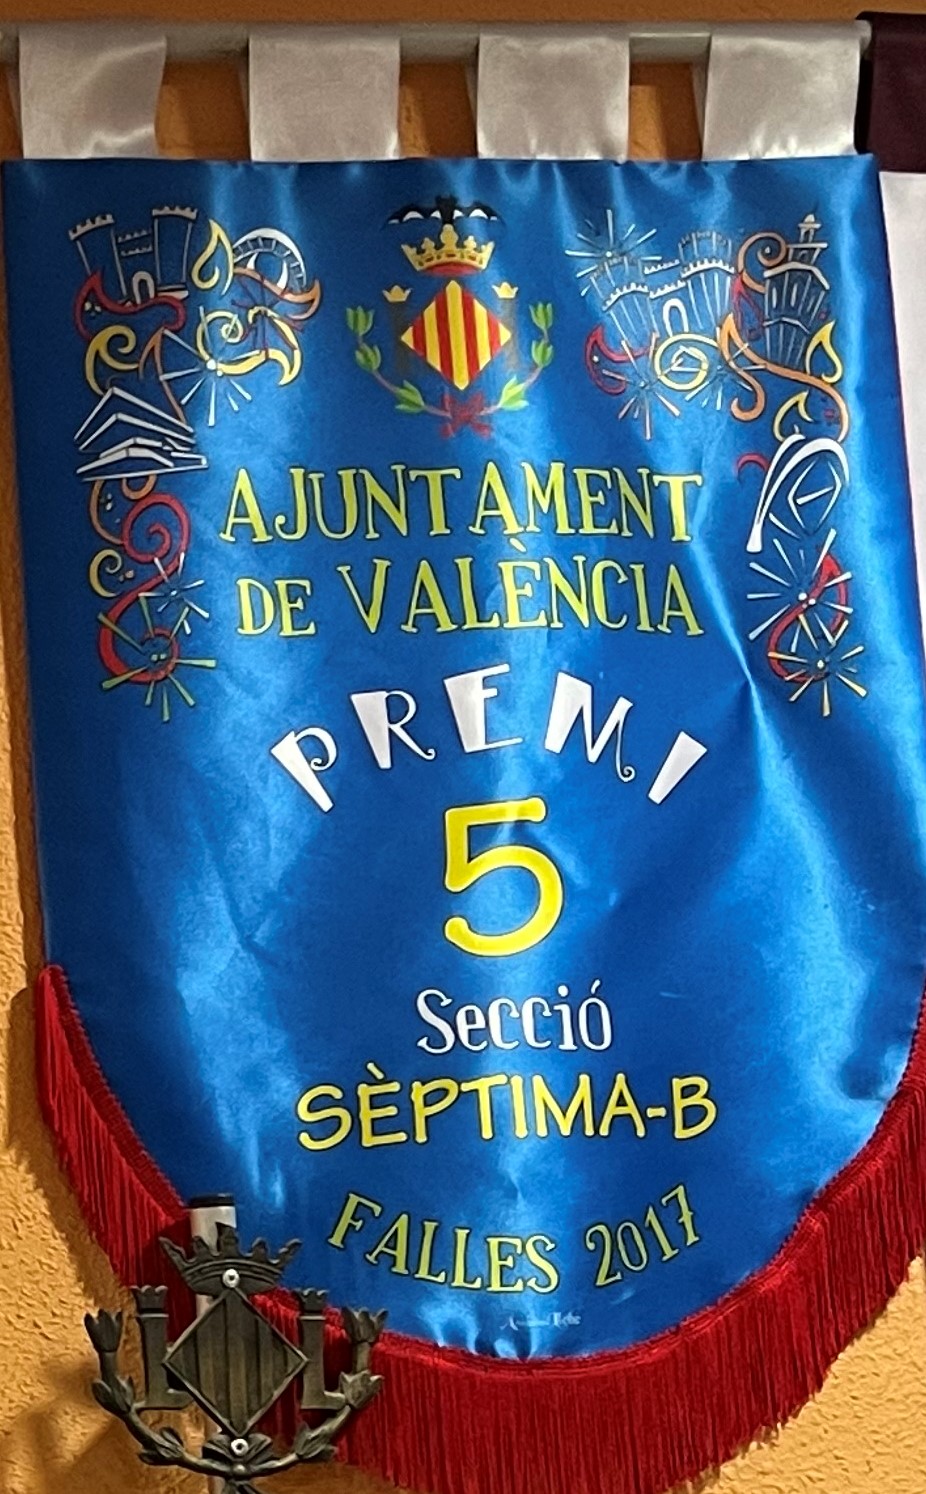 AJUNTAMENT
DE VALÈNCIA
PREMI
5
Secció
SÈPTIMA-B
FALLES 2017
L L